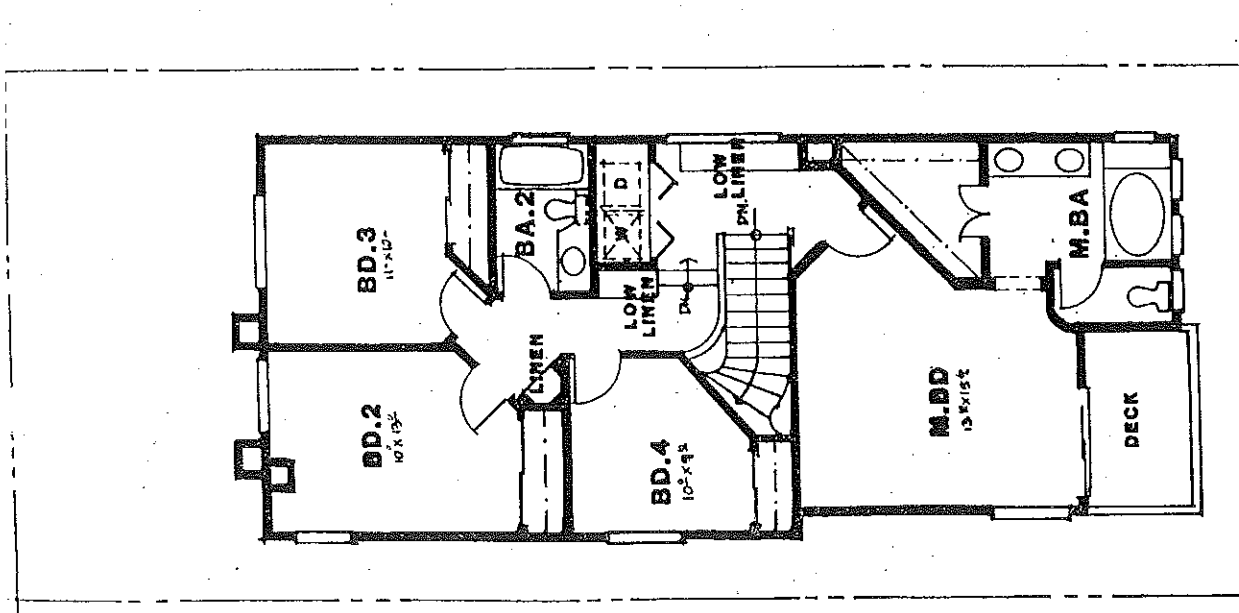 BD.3
BA.2
D
W
LOW
LINEN
DN.
M.BA
LOW
LINEN
DN
LINEN
BD.2
BD.4
M.BD
DECK